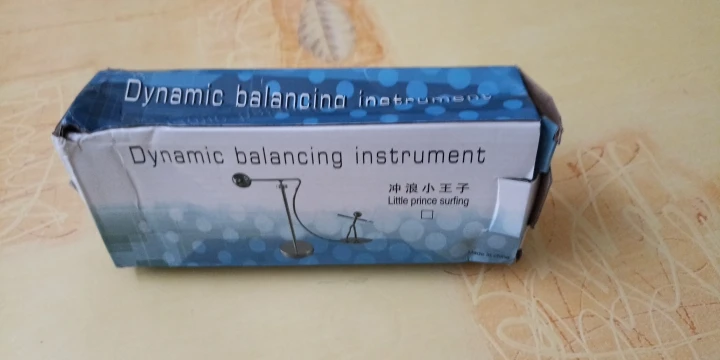 Dynamic balancing instrument
Dynamic balancing instrument
冲浪小王子
Little prince surfing